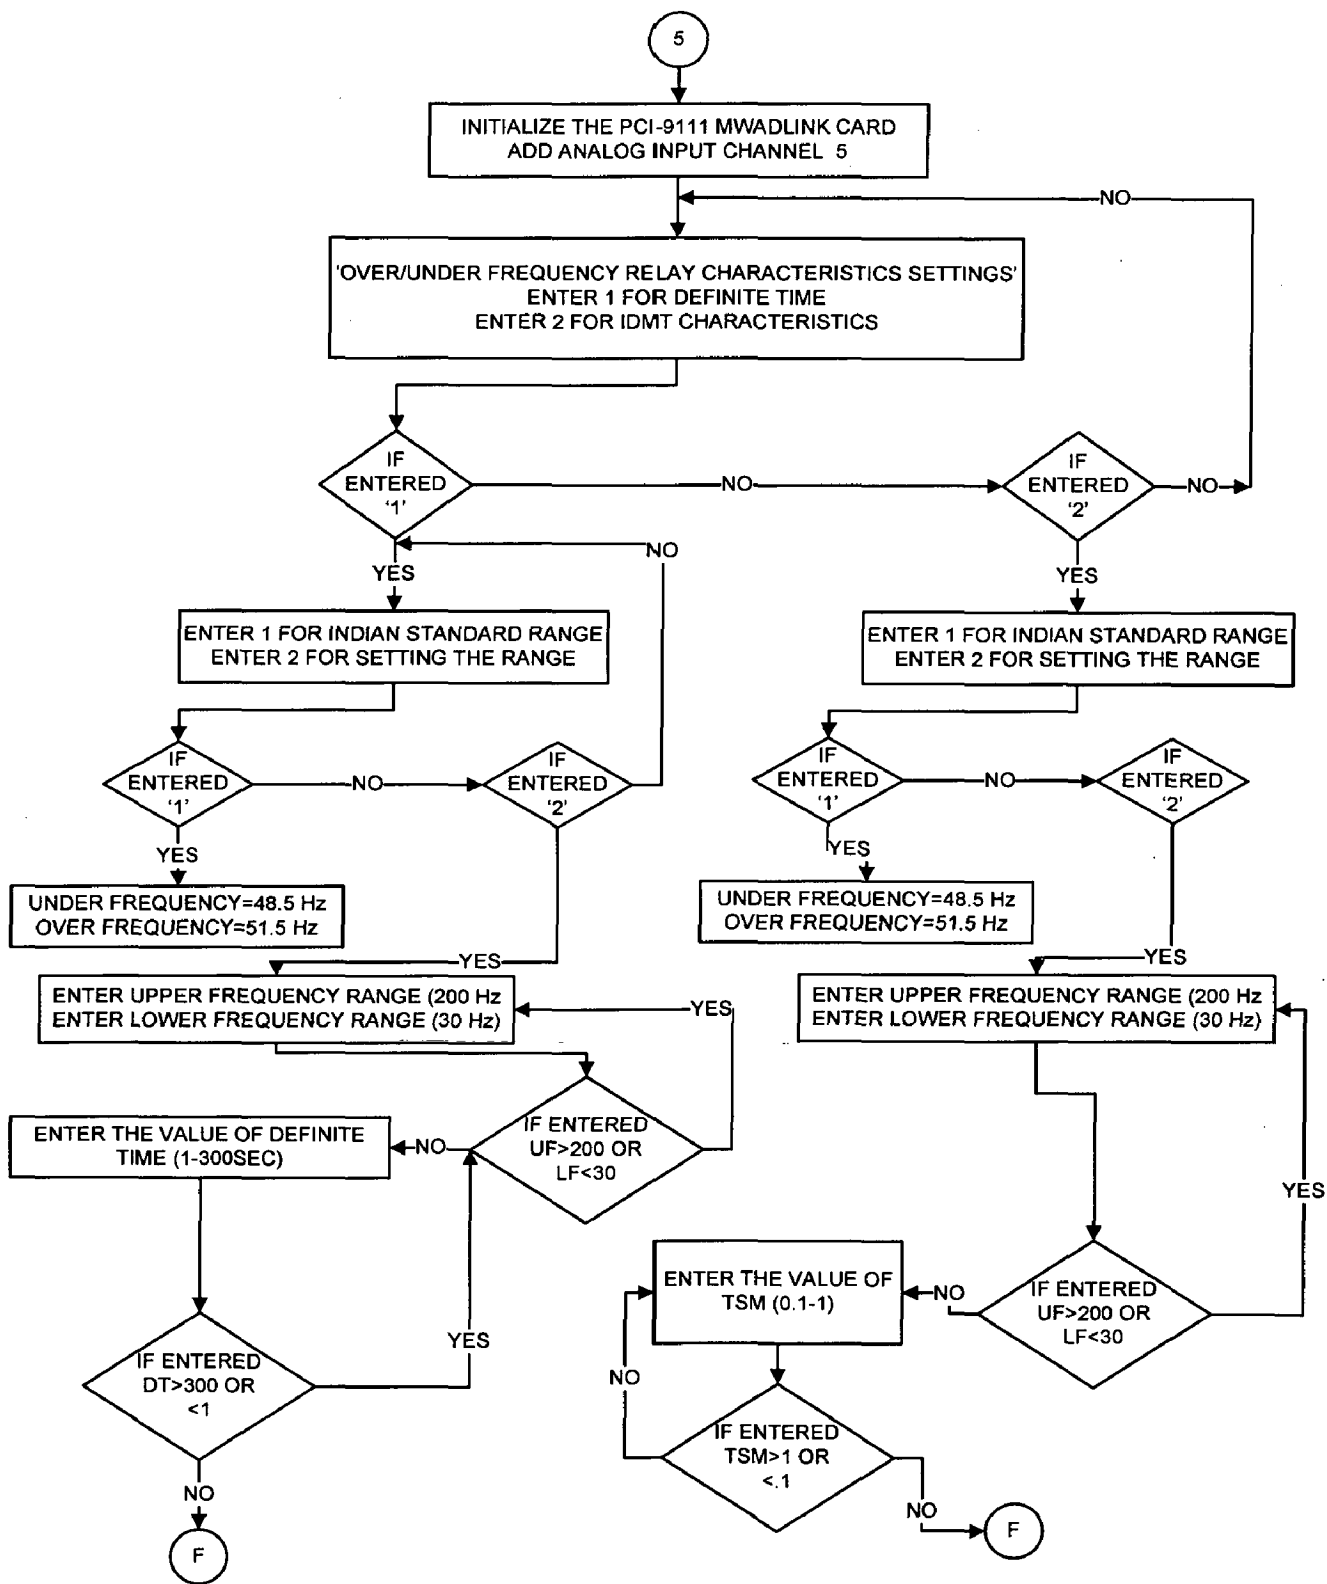 5
INITIALIZE THE PCI-9111 MWADLINK CARD
ADD ANALOG INPUT CHANNEL 5
NO
'OVER/UNDER FREQUENCY RELAY CHARACTERISTICS SETTINGS'
ENTER 1 FOR DEFINITE TIME
ENTER 2 FOR IDMT CHARACTERISTICS
IF
ENTERED
'1'
NO
IF
ENTERED
'2'
NO
NO
YES
YES
ENTER 1 FOR INDIAN STANDARD RANGE
ENTER 2 FOR SETTING THE RANGE
ENTER 1 FOR INDIAN STANDARD RANGE
ENTER 2 FOR SETTING THE RANGE
IF
ENTERED
'1'
NO
IF
ENTERED
'2'
IF
ENTERED
'1'
NO
IF
ENTERED
'2'
YES
YES
UNDER FREQUENCY=48.5 Hz
OVER FREQUENCY=51.5 Hz
UNDER FREQUENCY=48.5 Hz
OVER FREQUENCY=51.5 Hz
YES
YES
ENTER UPPER FREQUENCY RANGE (200 Hz
ENTER LOWER FREQUENCY RANGE (30 Hz)
YES
ENTER UPPER FREQUENCY RANGE (200 Hz
ENTER LOWER FREQUENCY RANGE (30 Hz)
ENTER THE VALUE OF DEFINITE
TIME (1-300SEC)
NO
IF ENTERED
UF>200 OR
LF<30
YES
ENTER THE VALUE OF
TSM (0.1-1)
NO
IF ENTERED
UF>200 OR
LF<30
YES
IF ENTERED
DT>300 OR
<1
NO
IF ENTERED
TSM>1 OR
<.1
NO
NO
F
F